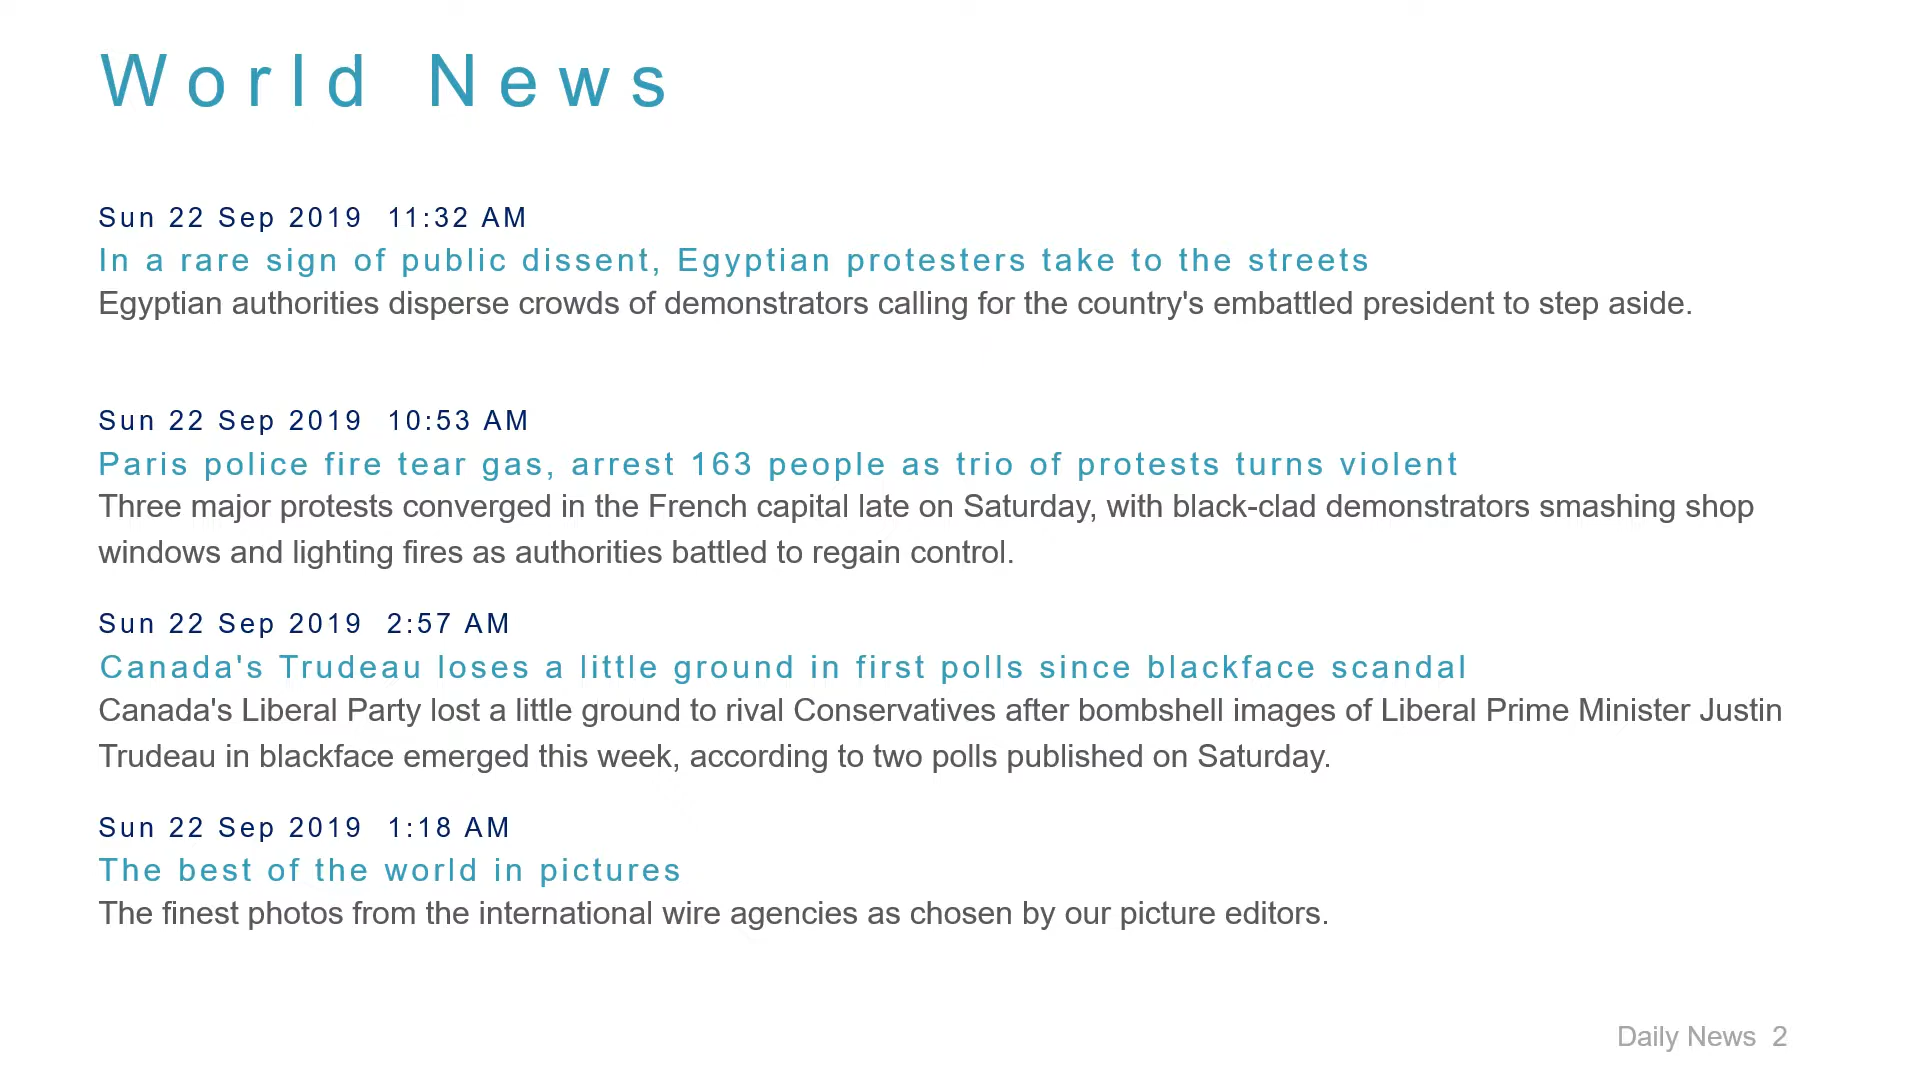 World News
Sun 22 Sep 2019  11:32 AM
In a rare sign of public dissent, Egyptian protesters take to the streets
Egyptian authorities disperse crowds of demonstrators calling for the country's embattled president to step aside.
Sun 22 Sep 2019  10:53 AM
Paris police fire tear gas, arrest 163 people as trio of protests turns violent
Three major protests converged in the French capital late on Saturday, with black-clad demonstrators smashing shop
windows and lighting fires as authorities battled to regain control.
Sun 22 Sep 2019  2:57 AM
Canada's Trudeau loses a little ground in first polls since blackface scandal
Canada's Liberal Party lost a little ground to rival Conservatives after bombshell images of Liberal Prime Minister Justin
Trudeau in blackface emerged this week, according to two polls published on Saturday.
Sun 22 Sep 2019  1:18 AM
The best of the world in pictures
The finest photos from the international wire agencies as chosen by our picture editors.
Daily News  2